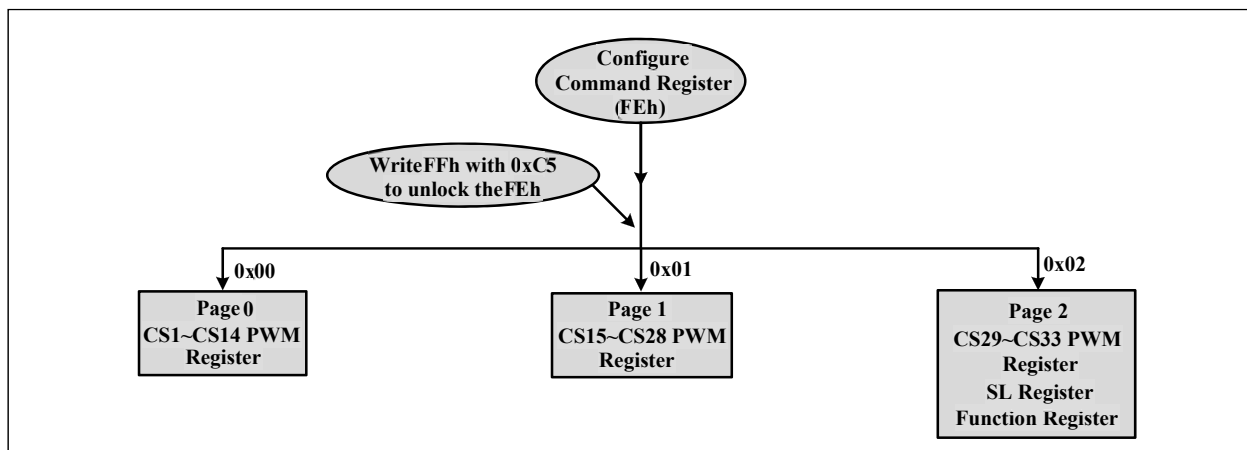 Configure
Command Register
(FEh)
WriteFFh with 0xC5
to unlock theFEh
0x00
0x01
0x02
Page 0
CS1~CS14 PWM
Register
Page 1
CS15~CS28 PWM
Register
Page 2
CS29~CS33 PWM
Register
SL Register
Function Register